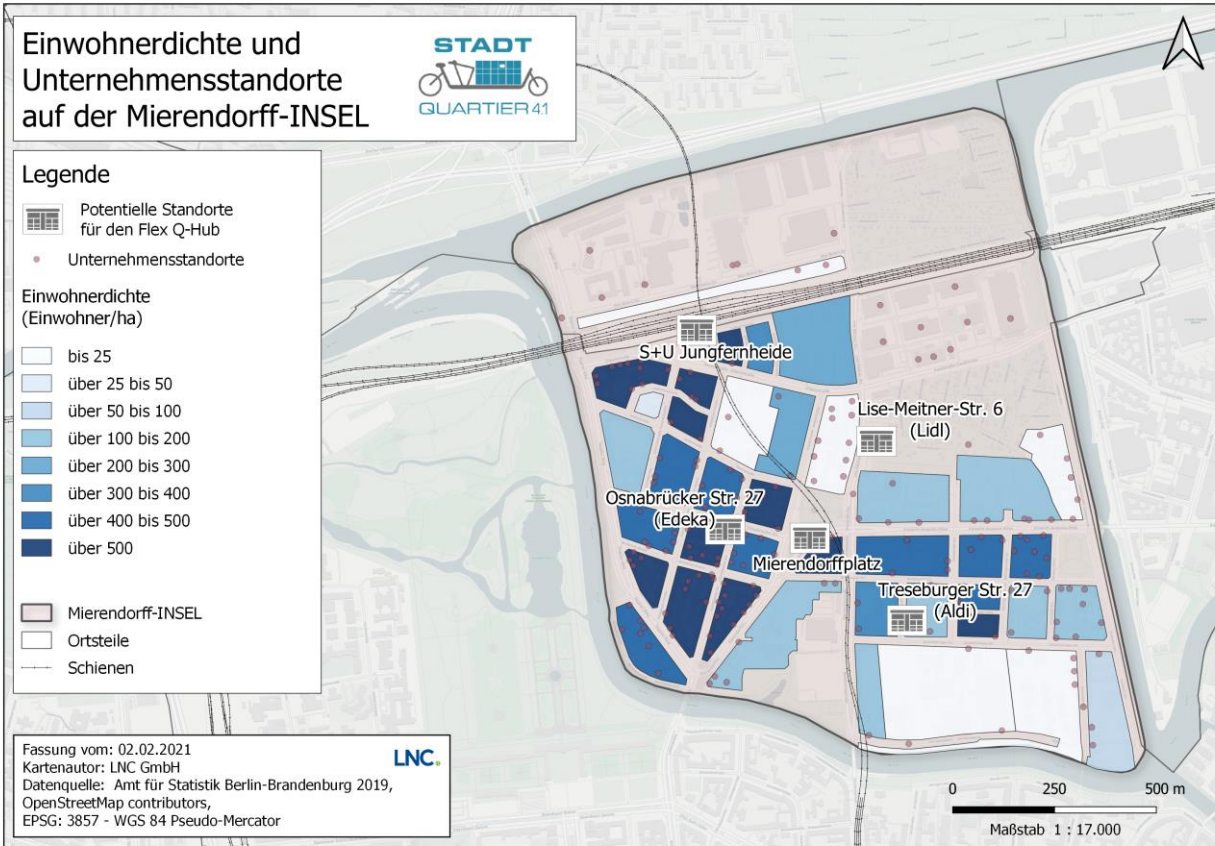 Einwohnerdichte und
Unternehmensstandorte
auf der Mierendorff-INSEL
STADT
QUARTIER 4.1
Legende
Potentielle Standorte
für den Flex Q-Hub
Unternehmensstandorte
Einwohnerdichte
(Einwohner/ha)
bis 25
über 25 bis 50
über 50 bis 100
über 100 bis 200
über 200 bis 300
über 300 bis 400
über 400 bis 500
über 500
Mierendorff-INSEL
Ortsteile
Schienen
S+U Jungfernheide
Lise-Meitner-Str. 6
(Lidl)
Osnabrücker Str. 27
(Edeka)
Mierendorffplatz
Treseburger Str. 27
(Aldi)
Fassung vom: 02.02.2021
Kartenautor: LNC GmbH
Datenquelle: Amt für Statistik Berlin-Brandenburg 2019,
OpenStreetMap contributors,
EPSG: 3857 - WGS 84 Pseudo-Mercator
LNC.
0 250 500 m
Maßstab 1 : 17.000